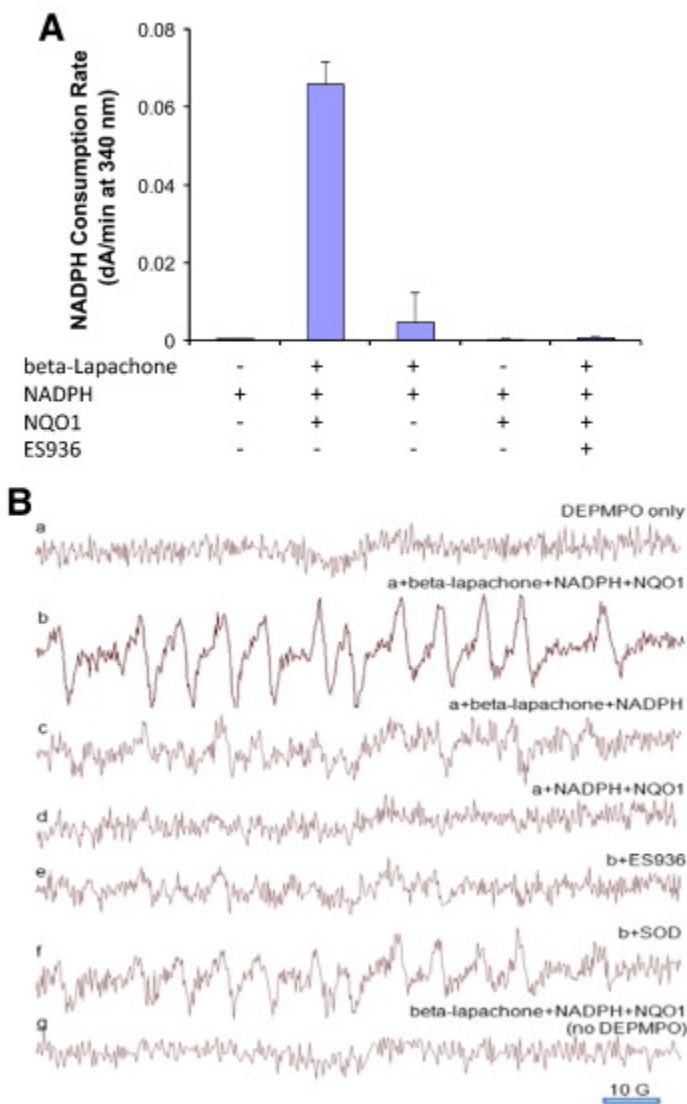 A
NADPH Consumption Rate
(dA/min at 340 nm)
0.08
0.06
0.04
0.02
0
beta-Lapachone - + + - +
NADPH + + + + +
NQO1 - + - + +
ES936 - - - - +
B
a DEPMPO only
a+beta-lapachone+NADPH+NQO1
b
a+beta-lapachone+NADPH
c
a+NADPH+NQO1
d
b+ES936
e
b+SOD
f
beta-lapachone+NADPH+NQO1
(no DEPMPO)
g
10 G